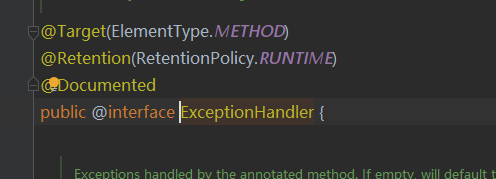 @Target(ElementType.METHOD)
@Retention(RetentionPolicy.RUNTIME)
@Documented
public @interface ExceptionHandler {
Exceptions handled by the annotated method. If empty, will default